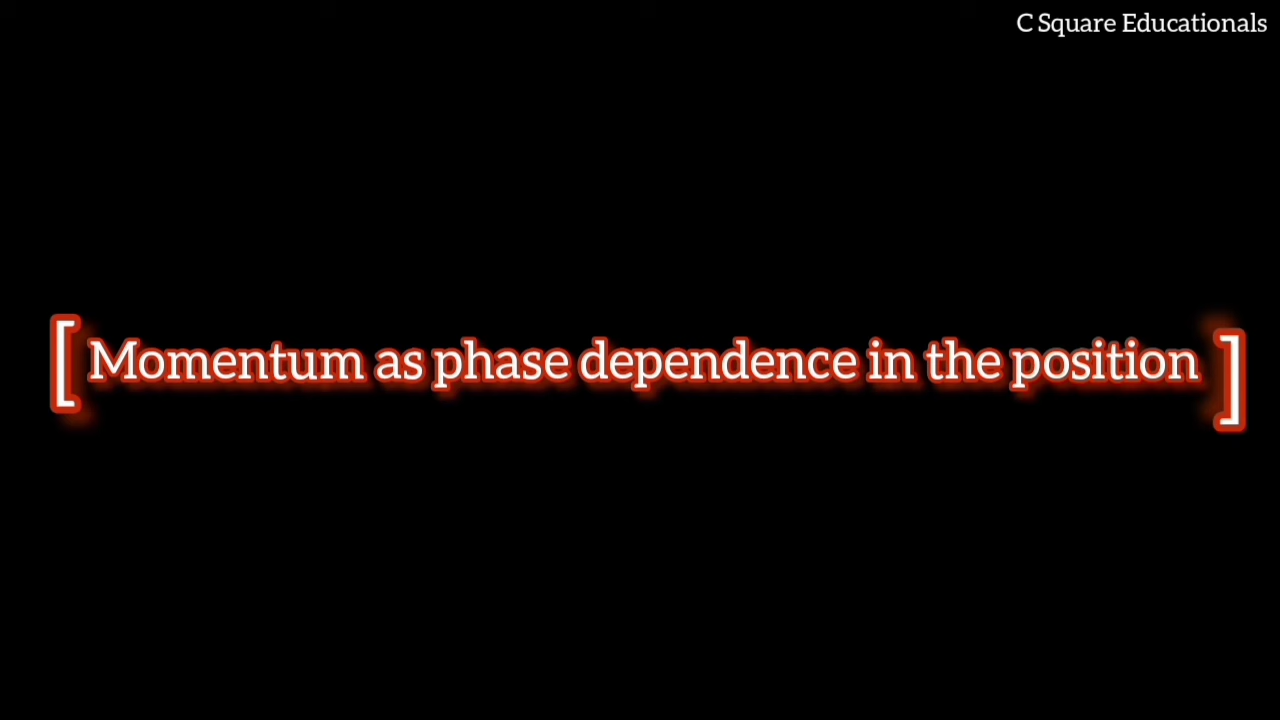 C Square Educationals
[ Momentum as phase dependence in the position ]